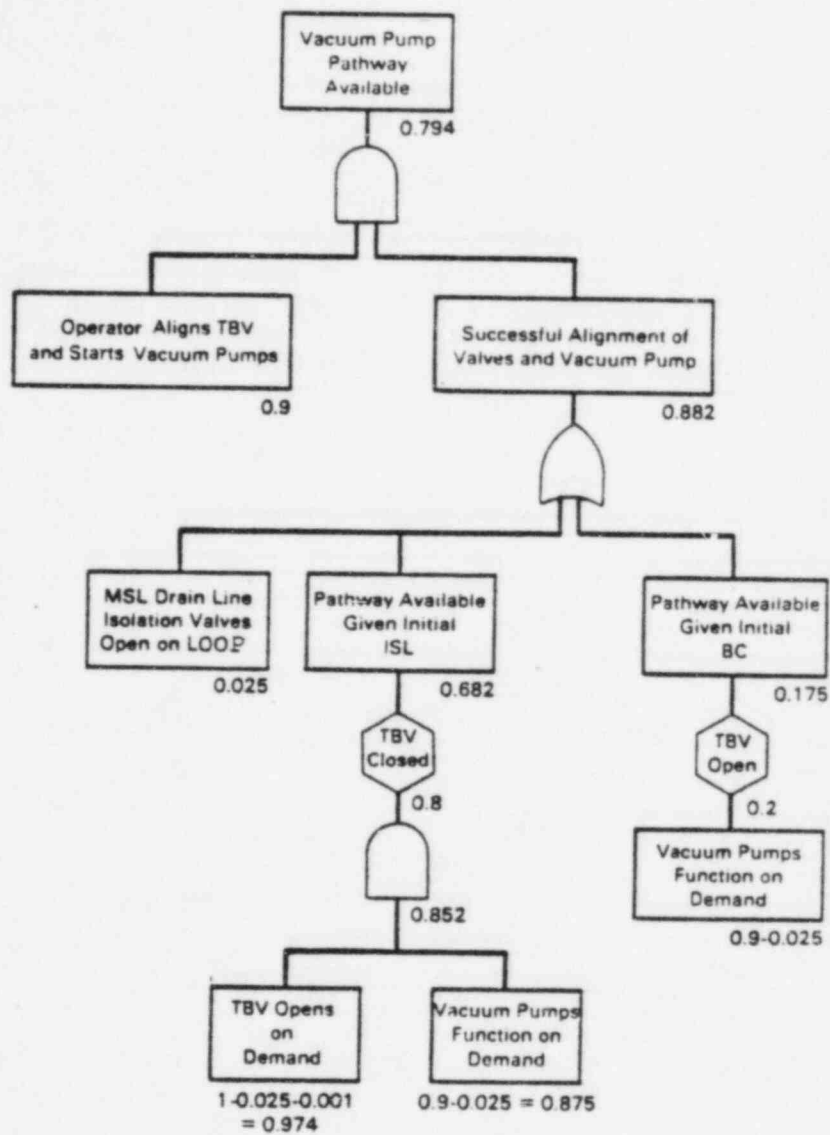 Vacuum Pump
Pathway
Available
0.794
Operator Aligns TBV
and Starts Vacuum Pumps
0.9
Successful Alignment of
Valves and Vacuum Pump
0.882
MSL Drain Line
Isolation Valves
Open on LOOP
0.025
Pathway Available
Given Initial
ISL
0.682
Pathway Available
Given Initial
BC
0.175
TBV
Closed
0.8
TBV
Open
0.2
0.852
Vacuum Pumps
Function on
Demand
0.9-0.025
TBV Opens
on
Demand
1-0.025-0.001
= 0.974
Vacuum Pumps
Function on
Demand
0.9-0.025 = 0.875